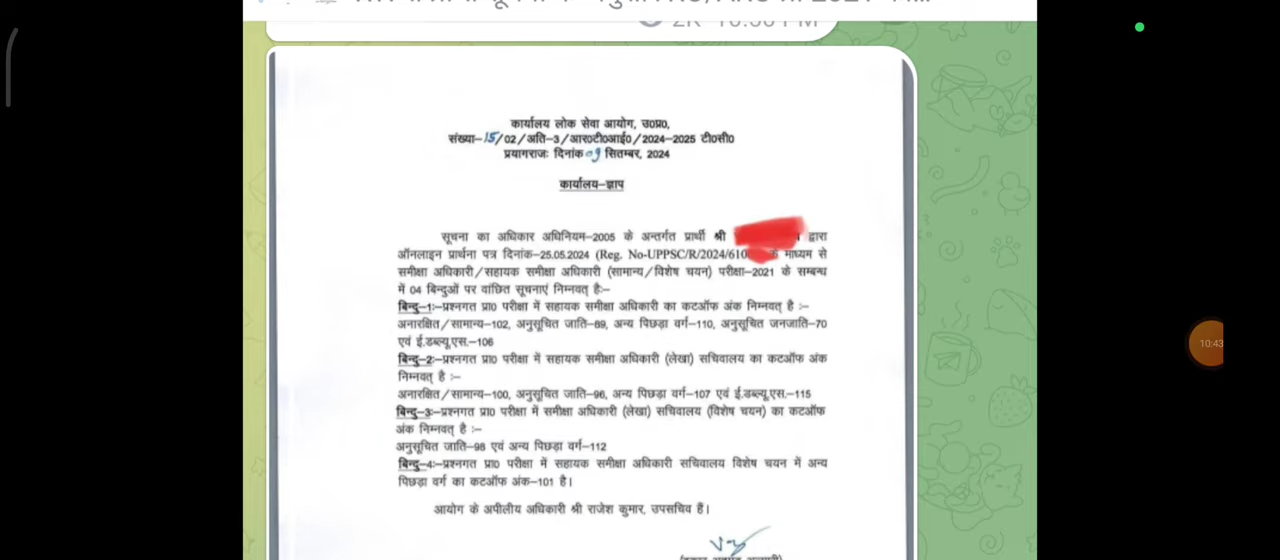 2K 10:38 PM
कार्यालय लोक सेवा आयोग, उ0प्र0,
संख्या–15/02/अति–3/आर0टी0आई0/2024–2025 टी0सी0
प्रयागराजः दिनांक 09 सितम्बर, 2024
कार्यालय–ज्ञाप
सूचना का अधिकार अधिनियम–2005 के अन्तर्गत प्रार्थी श्री द्वारा
ऑनलाइन प्रार्थना पत्र दिनांक–25.05.2024 (Reg. No-UPPSC/R/2024/610 के माध्यम से
समीक्षा अधिकारी/सहायक समीक्षा अधिकारी (सामान्य/विशेष चयन) परीक्षा–2021 के सम्बन्ध
में 04 बिन्दुओं पर वांछित सूचनाएं निम्नवत् हैः–
बिन्दु–1:–प्रश्नगत प्रा0 परीक्षा में सहायक समीक्षा अधिकारी का कटऑफ अंक निम्नवत् है :–
अनारक्षित/सामान्य–102, अनुसूचित जाति–89, अन्य पिछड़ा वर्ग–110, अनुसूचित जनजाति–70
एवं ई.डब्ल्यू.एस.–106
बिन्दु–2:–प्रश्नगत प्रा0 परीक्षा में सहायक समीक्षा अधिकारी (लेखा) सचिवालय का कटऑफ अंक
निम्नवत् है :–
अनारक्षित/सामान्य–100, अनुसूचित जाति–96, अन्य पिछड़ा वर्ग–107 एवं ई.डब्ल्यू.एस.–115
बिन्दु–3:–प्रश्नगत प्रा0 परीक्षा में समीक्षा अधिकारी (लेखा) सचिवालय (विशेष चयन) का कटऑफ
अंक निम्नवत् है :–
अनुसूचित जाति–98 एवं अन्य पिछड़ा वर्ग–112
बिन्दु–4:–प्रश्नगत प्रा0 परीक्षा में सहायक समीक्षा अधिकारी सचिवालय विशेष चयन में अन्य
पिछड़ा वर्ग का कटऑफ अंक–101 है।
आयोग के अपीलीय अधिकारी श्री राजेश कुमार, उपसचिव हैं।
10:43